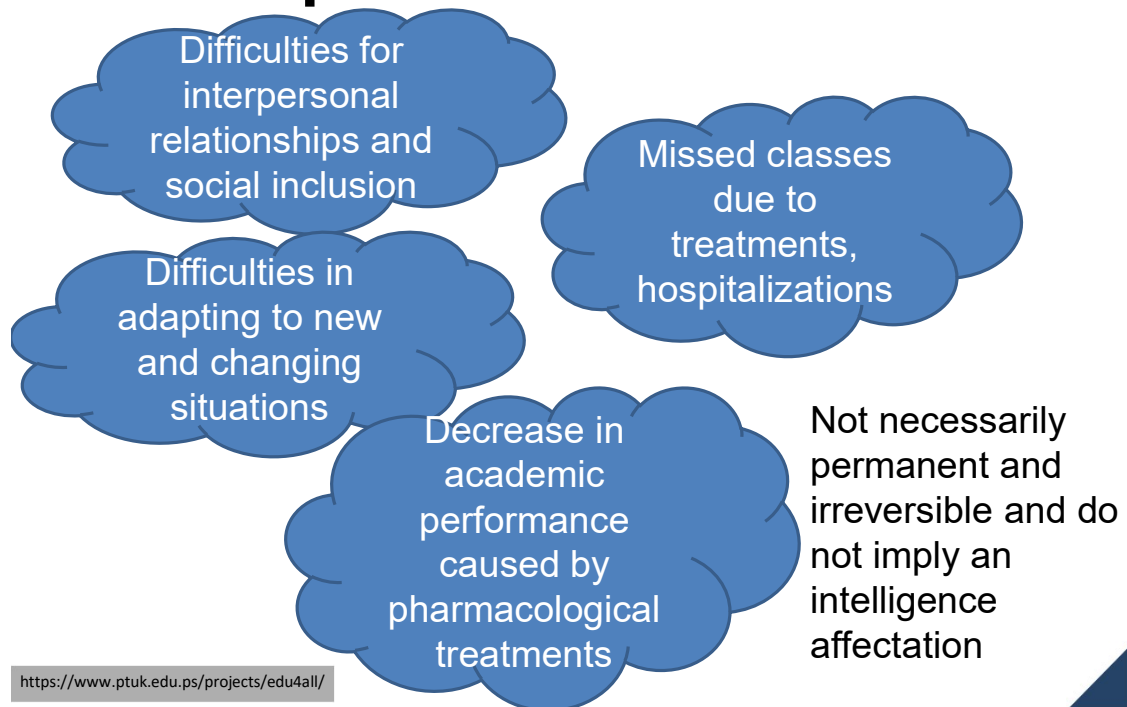 Difficulties for
interpersonal
relationships and
social inclusion
Missed classes
due to
treatments,
hospitalizations
Difficulties in
adapting to new
and changing
situations
Decrease in
academic
performance
caused by
pharmacological
treatments
Not necessarily
permanent and
irreversible and do
not imply an
intelligence
affectation
https://www.ptuk.edu.ps/projects/edu4all/